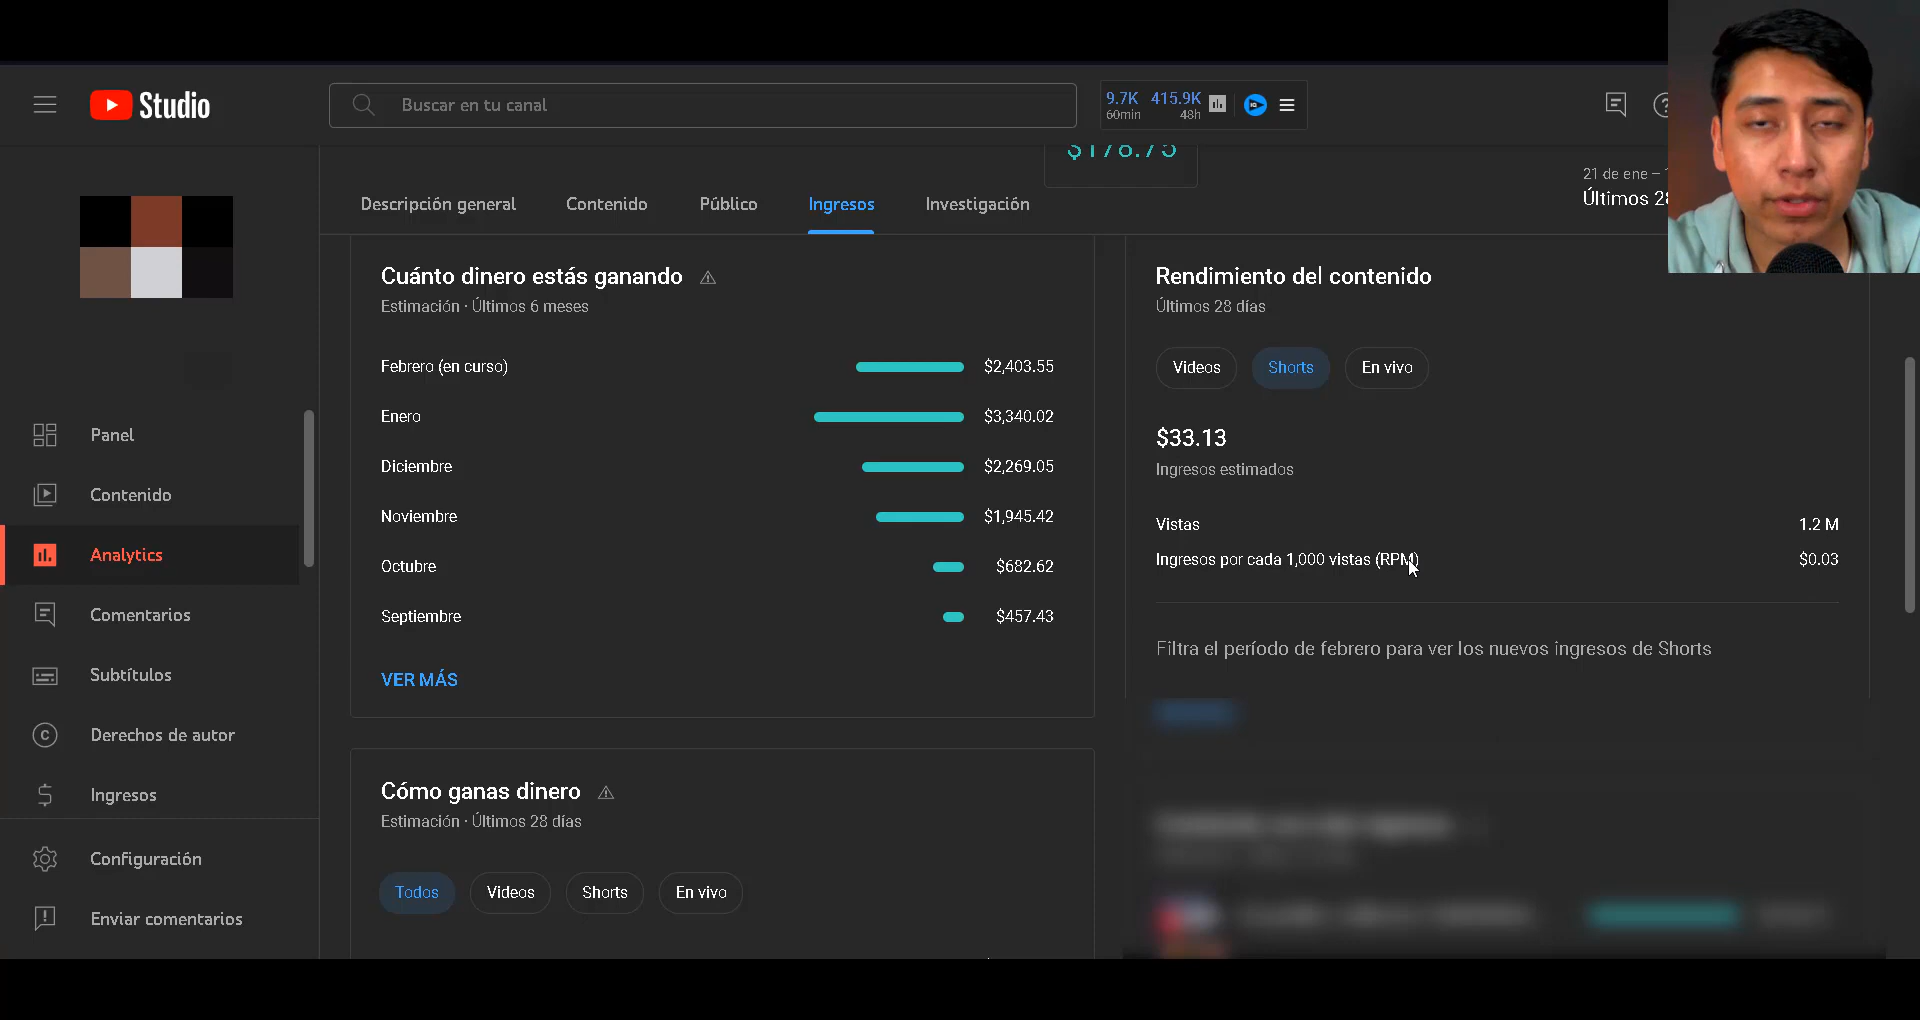 Studio
Buscar en tu canal
9.7K 415.9K
60min 48h
$178.75
21 de ene –
Últimos 28
Descripción general
Contenido
Público
Ingresos
Investigación
Panel
Contenido
Analytics
Comentarios
Subtítulos
Derechos de autor
Ingresos
Configuración
Enviar comentarios
Cuánto dinero estás ganando
Estimación · Últimos 6 meses
Febrero (en curso) $2,403.55
Enero $3,340.02
Diciembre $2,269.05
Noviembre $1,945.42
Octubre $682.62
Septiembre $457.43
VER MÁS
Cómo ganas dinero
Estimación · Últimos 28 días
Todos Videos Shorts En vivo
Rendimiento del contenido
Últimos 28 días
Videos Shorts En vivo
$33.13
Ingresos estimados
Vistas 1.2 M
Ingresos por cada 1,000 vistas (RPM) $0.03
Filtra el período de febrero para ver los nuevos ingresos de Shorts